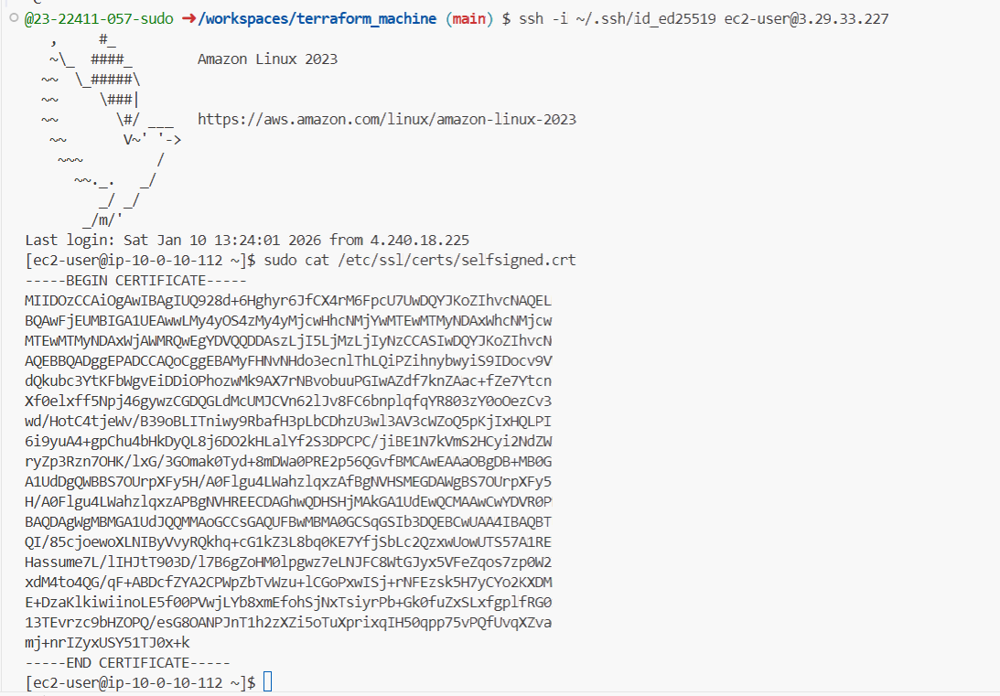 @23-22411-057-sudo ➜/workspaces/terraform_machine (main) $ ssh -i ~/.ssh/id_ed25519 ec2-user@3.29.33.227
   ,     #_
   ~\_  ####_        Amazon Linux 2023
  ~~  \_#####\
  ~~     \###|
  ~~       \#/ ___   https://aws.amazon.com/linux/amazon-linux-2023
   ~~       V~' '->
    ~~~         /
      ~~._.   _/
         _/ _/
       _/m/'
Last login: Sat Jan 10 13:24:01 2026 from 4.240.18.225
[ec2-user@ip-10-0-10-112 ~]$ sudo cat /etc/ssl/certs/selfsigned.crt
-----BEGIN CERTIFICATE-----
MIIDOzCCAiOgAwIBAgIUQ928d+6Hghyr6JfCX4rM6FpcU7UwDQYJKoZIhvcNAQEL
BQAwFjEUMBIGA1UEAwwLMy4yOS4zMy4yMjcwHhcNMjYwMTEwMTMyNDAxWhcNMjcw
MTEwMTMyNDAxWjAWMRQwEgYDVQQDDAszLjI5LjMzLjIyNzCCASIwDQYJKoZIhvcN
AQEBBQADggEPADCCAQoCggEBAMyFHNvNHdo3ecnlThLQiPZihnybwyiS9IDocv9V
dQkubc3YtKFbWgvEiDDiOPhozwMk9AX7rNBvobuuPGIwAZdf7knZAac+fZe7Ytcn
Xf0elxff5Npj46gywzCGDQGLdMcUMJCVn62lJv8FC6bnplqfqYR803zY0oOezCv3
wd/HotC4tjeWv/B39oBLITniwy9RbafH3pLbCDhzU3wl3AV3cWZoQ5pKjIxHQLPI
6i9yuA4+gpChu4bHkDyQL8j6DO2kHLalYf2S3DPCPC/jiBE1N7kVmS2HCyi2NdZW
ryZp3Rzn7OHK/lxG/3GOmak0Tyd+8mDWa0PRE2p56QGvfBMCAwEAAaOBgDB+MB0G
A1UdDgQWBBS7OUrpXFy5H/A0Flgu4LWahzlqxzAfBgNVHSMEGDAWgBS7OUrpXFy5
H/A0Flgu4LWahzlqxzAPBgNVHREECDAGhwQDHSHjMAkGA1UdEwQCMAAwCwYDVR0P
BAQDAgWgMBMGA1UdJQQMMAoGCCsGAQUFBwMBMA0GCSqGSIb3DQEBCwUAA4IBAQBT
QI/85cjoewoXLNIByVvyRQkhq+cG1kZ3L8bq0KE7YfjSbLc2QzxwUowUTS57A1RE
Hassume7L/lIHJtT903D/l7B6gZoHM0lpgwz7eLNJFC8WtGJyx5VFeZqos7zp0W2
xdM4to4QG/qF+ABDcfZYA2CPWpZbTvWzu+lCGoPxwISj+rNFEzsk5H7yCYo2KXDM
E+DzaKlkiwiinoLE5f00PVwjLYb8xmEfohSjNxTsiyrPb+Gk0fuZxSLxfgplfRG0
13TEvrzc9bHZOPQ/esG8OANPJnT1h2zXZi5oTuXprixqIH50qpp75vPQfUvqXZva
mj+nrIZyxUSY51TJ0x+k
-----END CERTIFICATE-----
[ec2-user@ip-10-0-10-112 ~]$